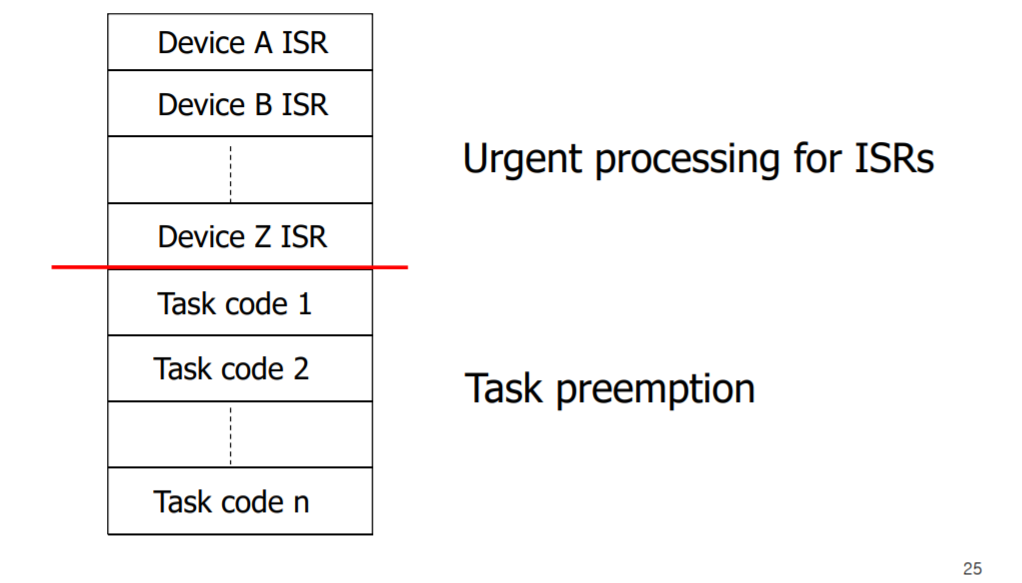 Device A ISR
Device B ISR
Urgent processing for ISRs
Device Z ISR
Task code 1
Task code 2
Task preemption
Task code n
25